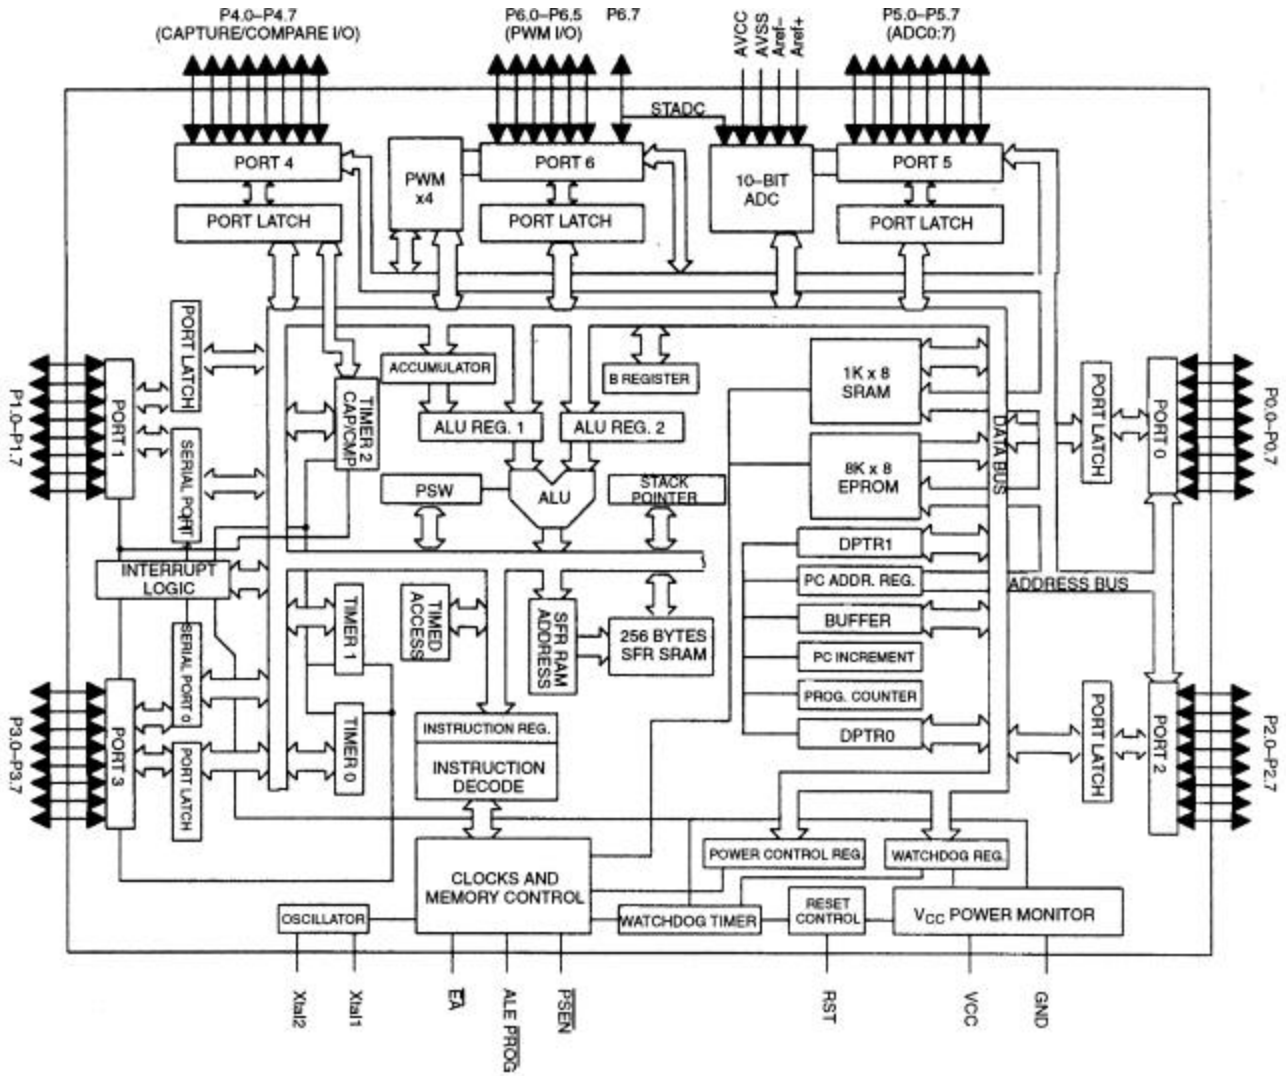 P4.0–P4.7
(CAPTURE/COMPARE I/O)
P6.0–P6.5
(PWM I/O)
P6.7
AVCC
AVSS
Aref–
Aref+
P5.0–P5.7
(ADC0:7)
STADC
PORT 4
PWM
x4
PORT 6
10–BIT
ADC
PORT 5
PORT LATCH
PORT LATCH
PORT LATCH
P1.0–P1.7
PORT 1
PORT LATCH
SERIAL PORT
TIMER 2
CAP/CMP
ACCUMULATOR
B REGISTER
ALU REG. 1
ALU REG. 2
PSW
ALU
STACK
POINTER
1K x 8
SRAM
8K x 8
EPROM
DATA BUS
PORT LATCH
PORT 0
P0.0–P0.7
INTERRUPT
LOGIC
TIMER 1
TIMED
ACCESS
SFR RAM
ADDRESS
256 BYTES
SFR SRAM
DPTR1
PC ADDR. REG.
BUFFER
PC INCREMENT
PROG. COUNTER
DPTR0
ADDRESS BUS
P3.0–P3.7
PORT 3
SERIAL PORT 0
PORT LATCH
TIMER 0
INSTRUCTION REG.
INSTRUCTION
DECODE
PORT LATCH
PORT 2
P2.0–P2.7
CLOCKS AND
MEMORY CONTROL
POWER CONTROL REG.
WATCHDOG REG.
OSCILLATOR
WATCHDOG TIMER
RESET
CONTROL
VCC POWER MONITOR
Xtal2
Xtal1
EA
ALE PROG
PSEN
RST
VCC
GND